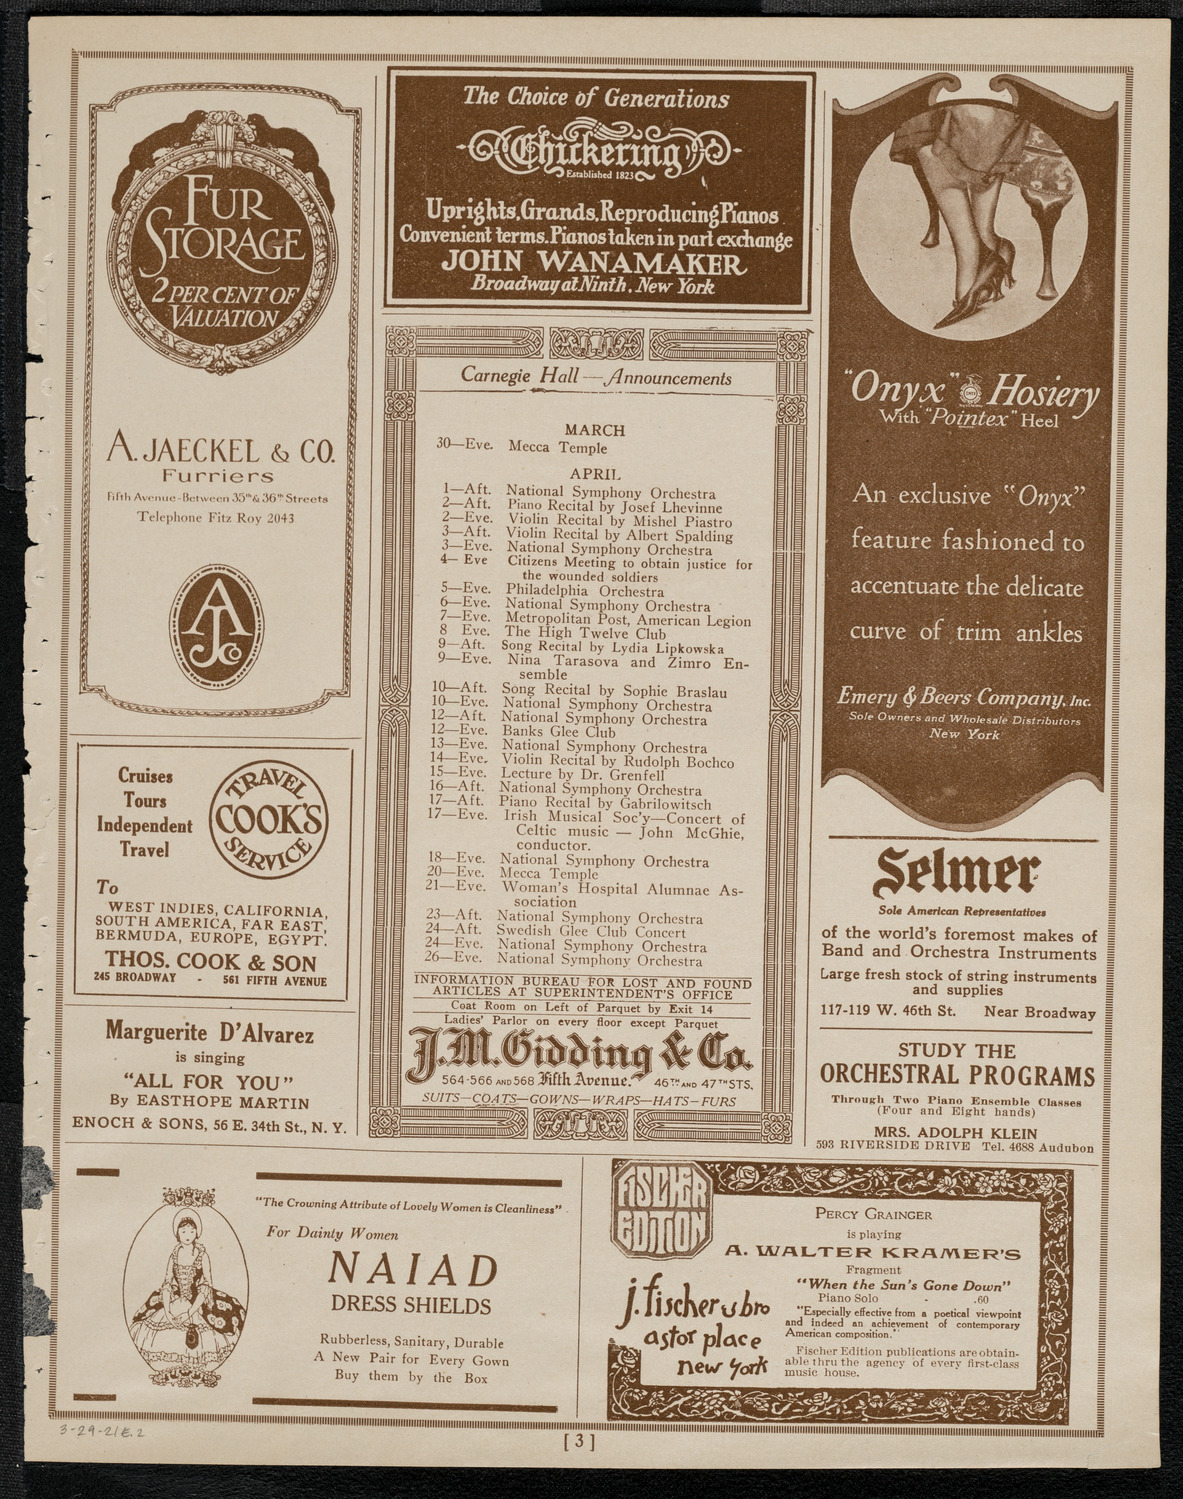 FUR
STORAGE
2 PER CENT OF
VALUATION
A. JAECKEL & CO.
Furriers
Fifth Avenue-Between 35th & 36th Streets
Telephone Fitz Roy 2043
AJCo
Cruises
Tours
Independent
Travel
TRAVEL
COOK'S
SERVICE
To
WEST INDIES, CALIFORNIA,
SOUTH AMERICA, FAR EAST,
BERMUDA, EUROPE, EGYPT.
THOS. COOK & SON
245 BROADWAY - 561 FIFTH AVENUE
Marguerite D'Alvarez
is singing
"ALL FOR YOU"
By EASTHOPE MARTIN
ENOCH & SONS, 56 E. 34th St., N. Y.
The Choice of Generations
Chickering
Established 1823
Uprights, Grands, Reproducing Pianos
Convenient terms. Pianos taken in part exchange
JOHN WANAMAKER
Broadway at Ninth, New York
Carnegie Hall — Announcements
MARCH
30—Eve. Mecca Temple
APRIL
1—Aft. National Symphony Orchestra
2—Aft. Piano Recital by Josef Lhevinne
2—Eve. Violin Recital by Mishel Piastro
3—Aft. Violin Recital by Albert Spalding
3—Eve. National Symphony Orchestra
4— Eve Citizens Meeting to obtain justice for
the wounded soldiers
5—Eve. Philadelphia Orchestra
6—Eve. National Symphony Orchestra
7—Eve. Metropolitan Post, American Legion
8 Eve. The High Twelve Club
9—Aft. Song Recital by Lydia Lipkowska
9—Eve. Nina Tarasova and Zimro En-
semble
10—Aft. Song Recital by Sophie Braslau
10—Eve. National Symphony Orchestra
12—Aft. National Symphony Orchestra
12—Eve. Banks Glee Club
13—Eve. National Symphony Orchestra
14—Eve. Violin Recital by Rudolph Bochco
15—Eve. Lecture by Dr. Grenfell
16—Aft. National Symphony Orchestra
17—Aft. Piano Recital by Gabrilowitsch
17—Eve. Irish Musical Soc'y—Concert of
Celtic music — John McGhie,
conductor.
18—Eve. National Symphony Orchestra
20—Eve. Mecca Temple
21—Eve. Woman's Hospital Alumnae As-
sociation
23—Aft. National Symphony Orchestra
24—Aft. Swedish Glee Club Concert
24—Eve. National Symphony Orchestra
26—Eve. National Symphony Orchestra
INFORMATION BUREAU FOR LOST AND FOUND
ARTICLES AT SUPERINTENDENT'S OFFICE
Coat Room on Left of Parquet by Exit 14
Ladies' Parlor on every floor except Parquet
J.M. Gidding & Co.
564-566 AND 568 Fifth Avenue. 46TH AND 47TH STS.
SUITS—COATS—GOWNS—WRAPS—HATS—FURS
"Onyx" Hosiery
With "Pointex" Heel
An exclusive "Onyx"
feature fashioned to
accentuate the delicate
curve of trim ankles
Emery & Beers Company, Inc.
Sole Owners and Wholesale Distributors
New York
Selmer
Sole American Representatives
of the world's foremost makes of
Band and Orchestra Instruments
Large fresh stock of string instruments
and supplies
117-119 W. 46th St. Near Broadway
STUDY THE
ORCHESTRAL PROGRAMS
Through Two Piano Ensemble Classes
(Four and Eight hands)
MRS. ADOLPH KLEIN
593 RIVERSIDE DRIVE Tel. 4688 Audubon
"The Crowning Attribute of Lovely Women is Cleanliness".
For Dainty Women
NAIAD
DRESS SHIELDS
Rubberless, Sanitary, Durable
A New Pair for Every Gown
Buy them by the Box
FISCHER
EDITION
j. fischer & bro
astor place
new york
PERCY GRAINGER
is playing
A. WALTER KRAMER'S
Fragment
"When the Sun's Gone Down"
Piano Solo - .60
"Especially effective from a poetical viewpoint
and indeed an achievement of contemporary
American composition."
Fischer Edition publications are obtain-
able thru the agency of every first-class
music house.
3-29-21E.2
[ 3 ]